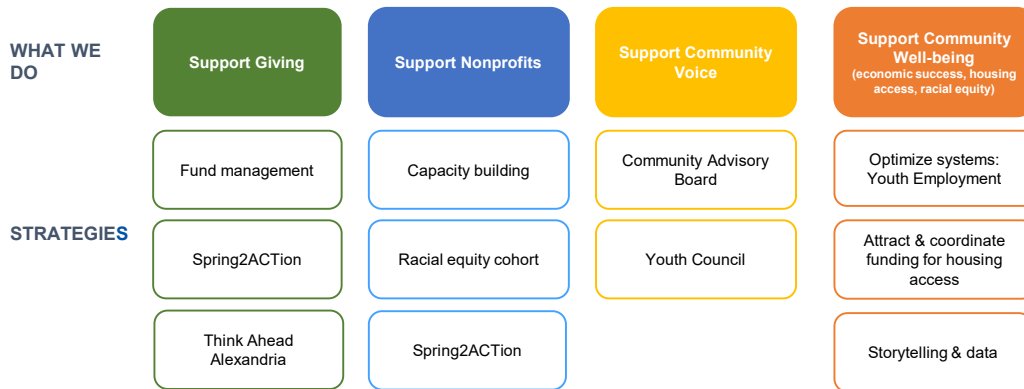 WHAT WE
DO
Support Giving
Support Nonprofits
Support Community
Voice
Support Community
Well-being
(economic success, housing
access, racial equity)
STRATEGIES
Fund management
Capacity building
Community Advisory
Board
Optimize systems:
Youth Employment
Spring2ACTion
Racial equity cohort
Youth Council
Attract & coordinate
funding for housing
access
Think Ahead
Alexandria
Spring2ACTion
Storytelling & data